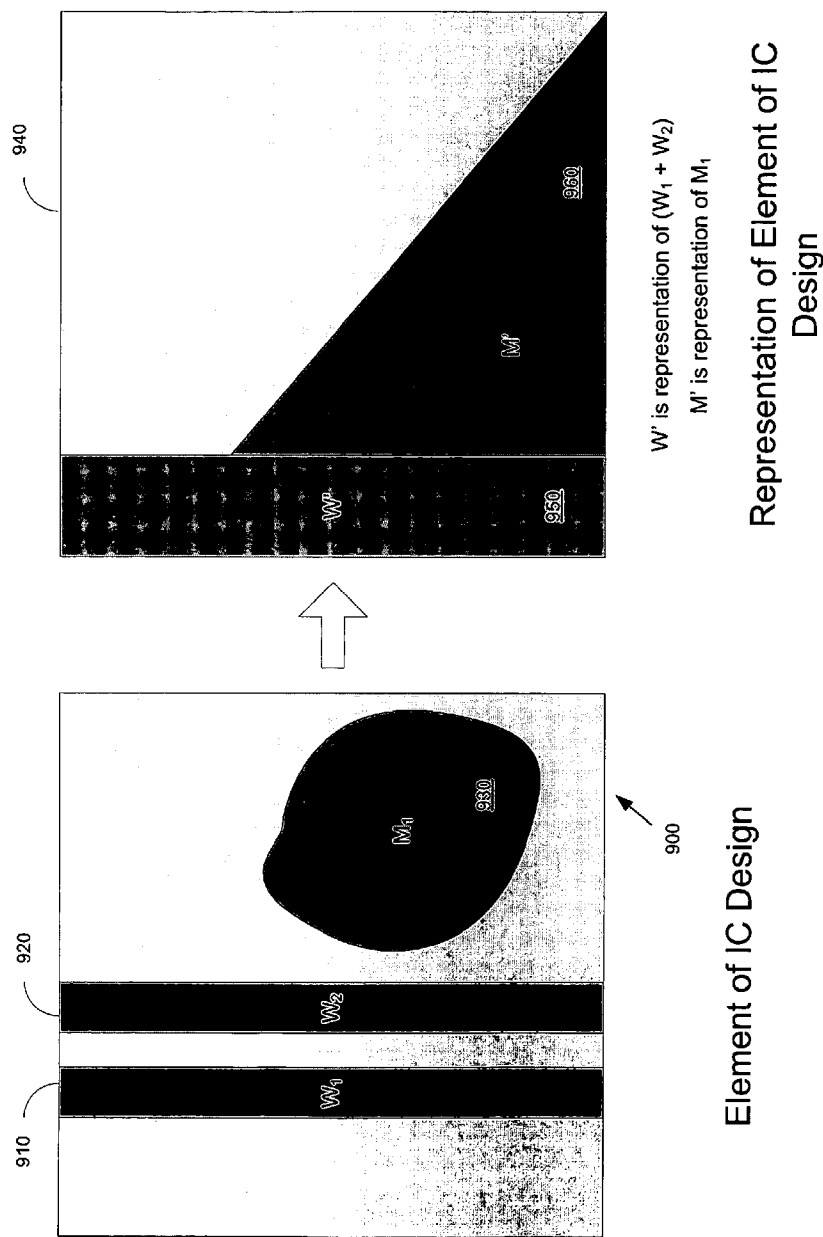 910
920
W₁
W₂
M₁
930
900
Element of IC Design
940
W'
950
M'
960
W' is representation of (W₁ + W₂)
M' is representation of M₁
Representation of Element of IC
Design